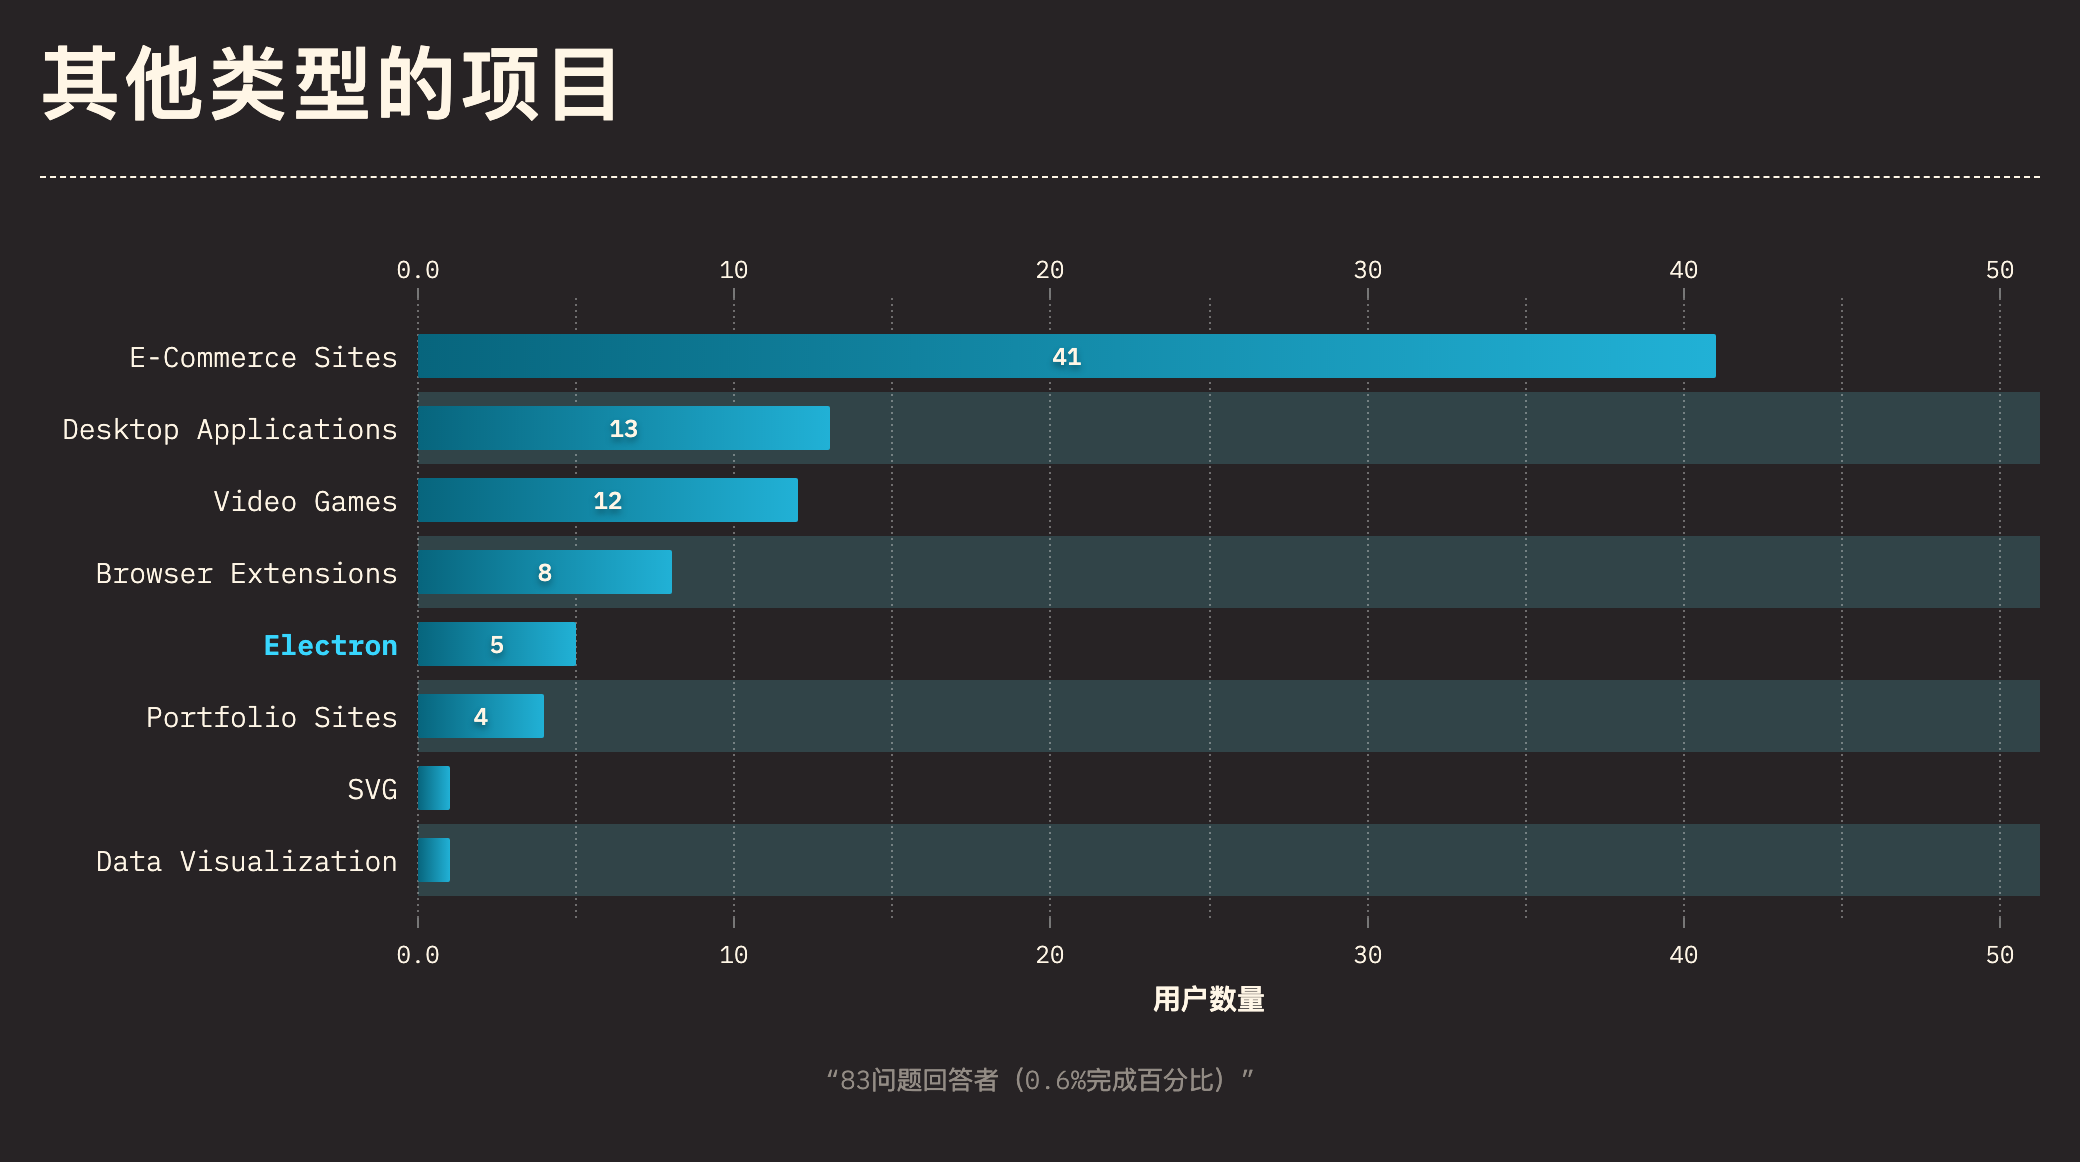 其他类型的项目
0.0 10 20 30 40 50
E-Commerce Sites 41
Desktop Applications 13
Video Games 12
Browser Extensions 8
Electron 5
Portfolio Sites 4
SVG
Data Visualization
0.0 10 20 30 40 50
用户数量
“83问题回答者（0.6%完成百分比）”